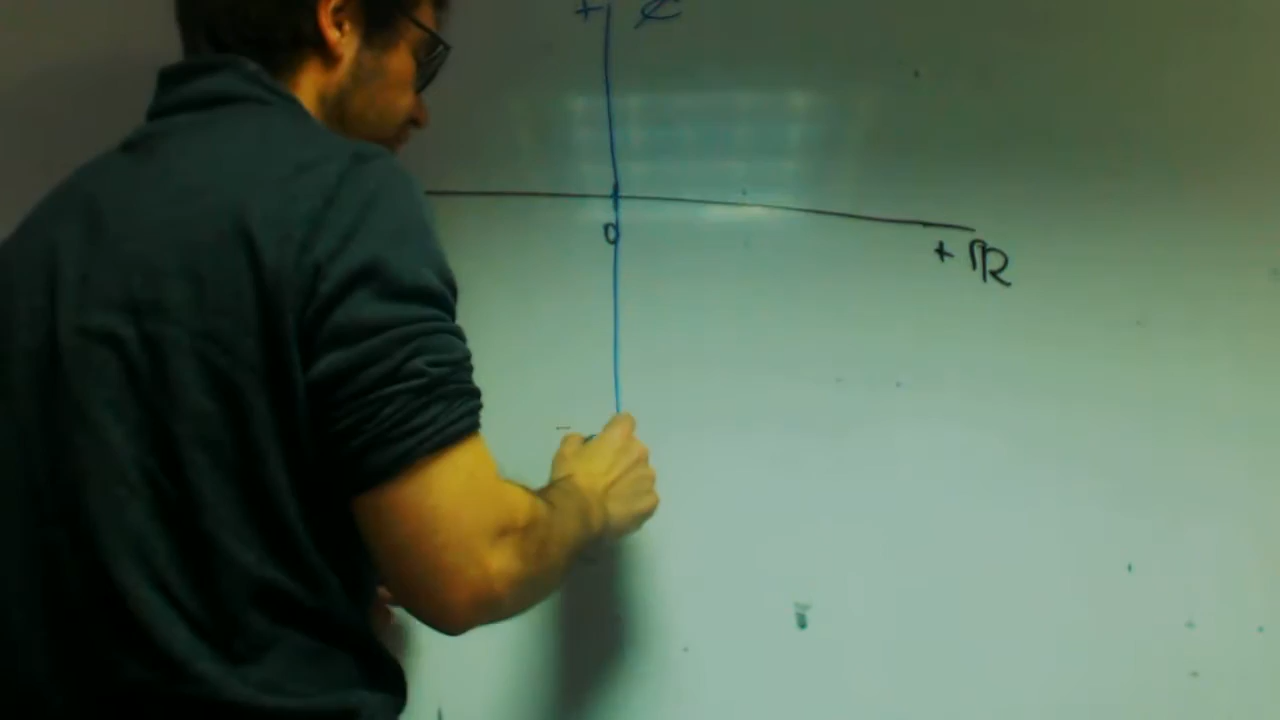 + ℂ
0
+ ℝ
-